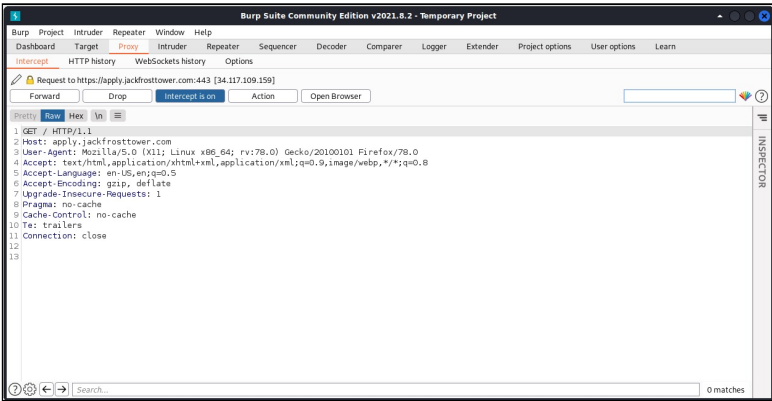 Burp Suite Community Edition v2021.8.2 - Temporary Project
Burp Project Intruder Repeater Window Help
Dashboard Target Proxy Intruder Repeater Sequencer Decoder Comparer Logger Extender Project options User options Learn
Intercept HTTP history WebSockets history Options
Request to https://apply.jackfrosttower.com:443 [34.117.109.159]
Forward Drop Intercept is on Action Open Browser ?
Pretty Raw Hex \n
INSPECTOR
1 GET / HTTP/1.1
2 Host: apply.jackfrosttower.com
3 User-Agent: Mozilla/5.0 (X11; Linux x86_64; rv:78.0) Gecko/20100101 Firefox/78.0
4 Accept: text/html,application/xhtml+xml,application/xml;q=0.9,image/webp,*/*;q=0.8
5 Accept-Language: en-US,en;q=0.5
6 Accept-Encoding: gzip, deflate
7 Upgrade-Insecure-Requests: 1
8 Pragma: no-cache
9 Cache-Control: no-cache
10 Te: trailers
11 Connection: close
12
13
? Search... 0 matches